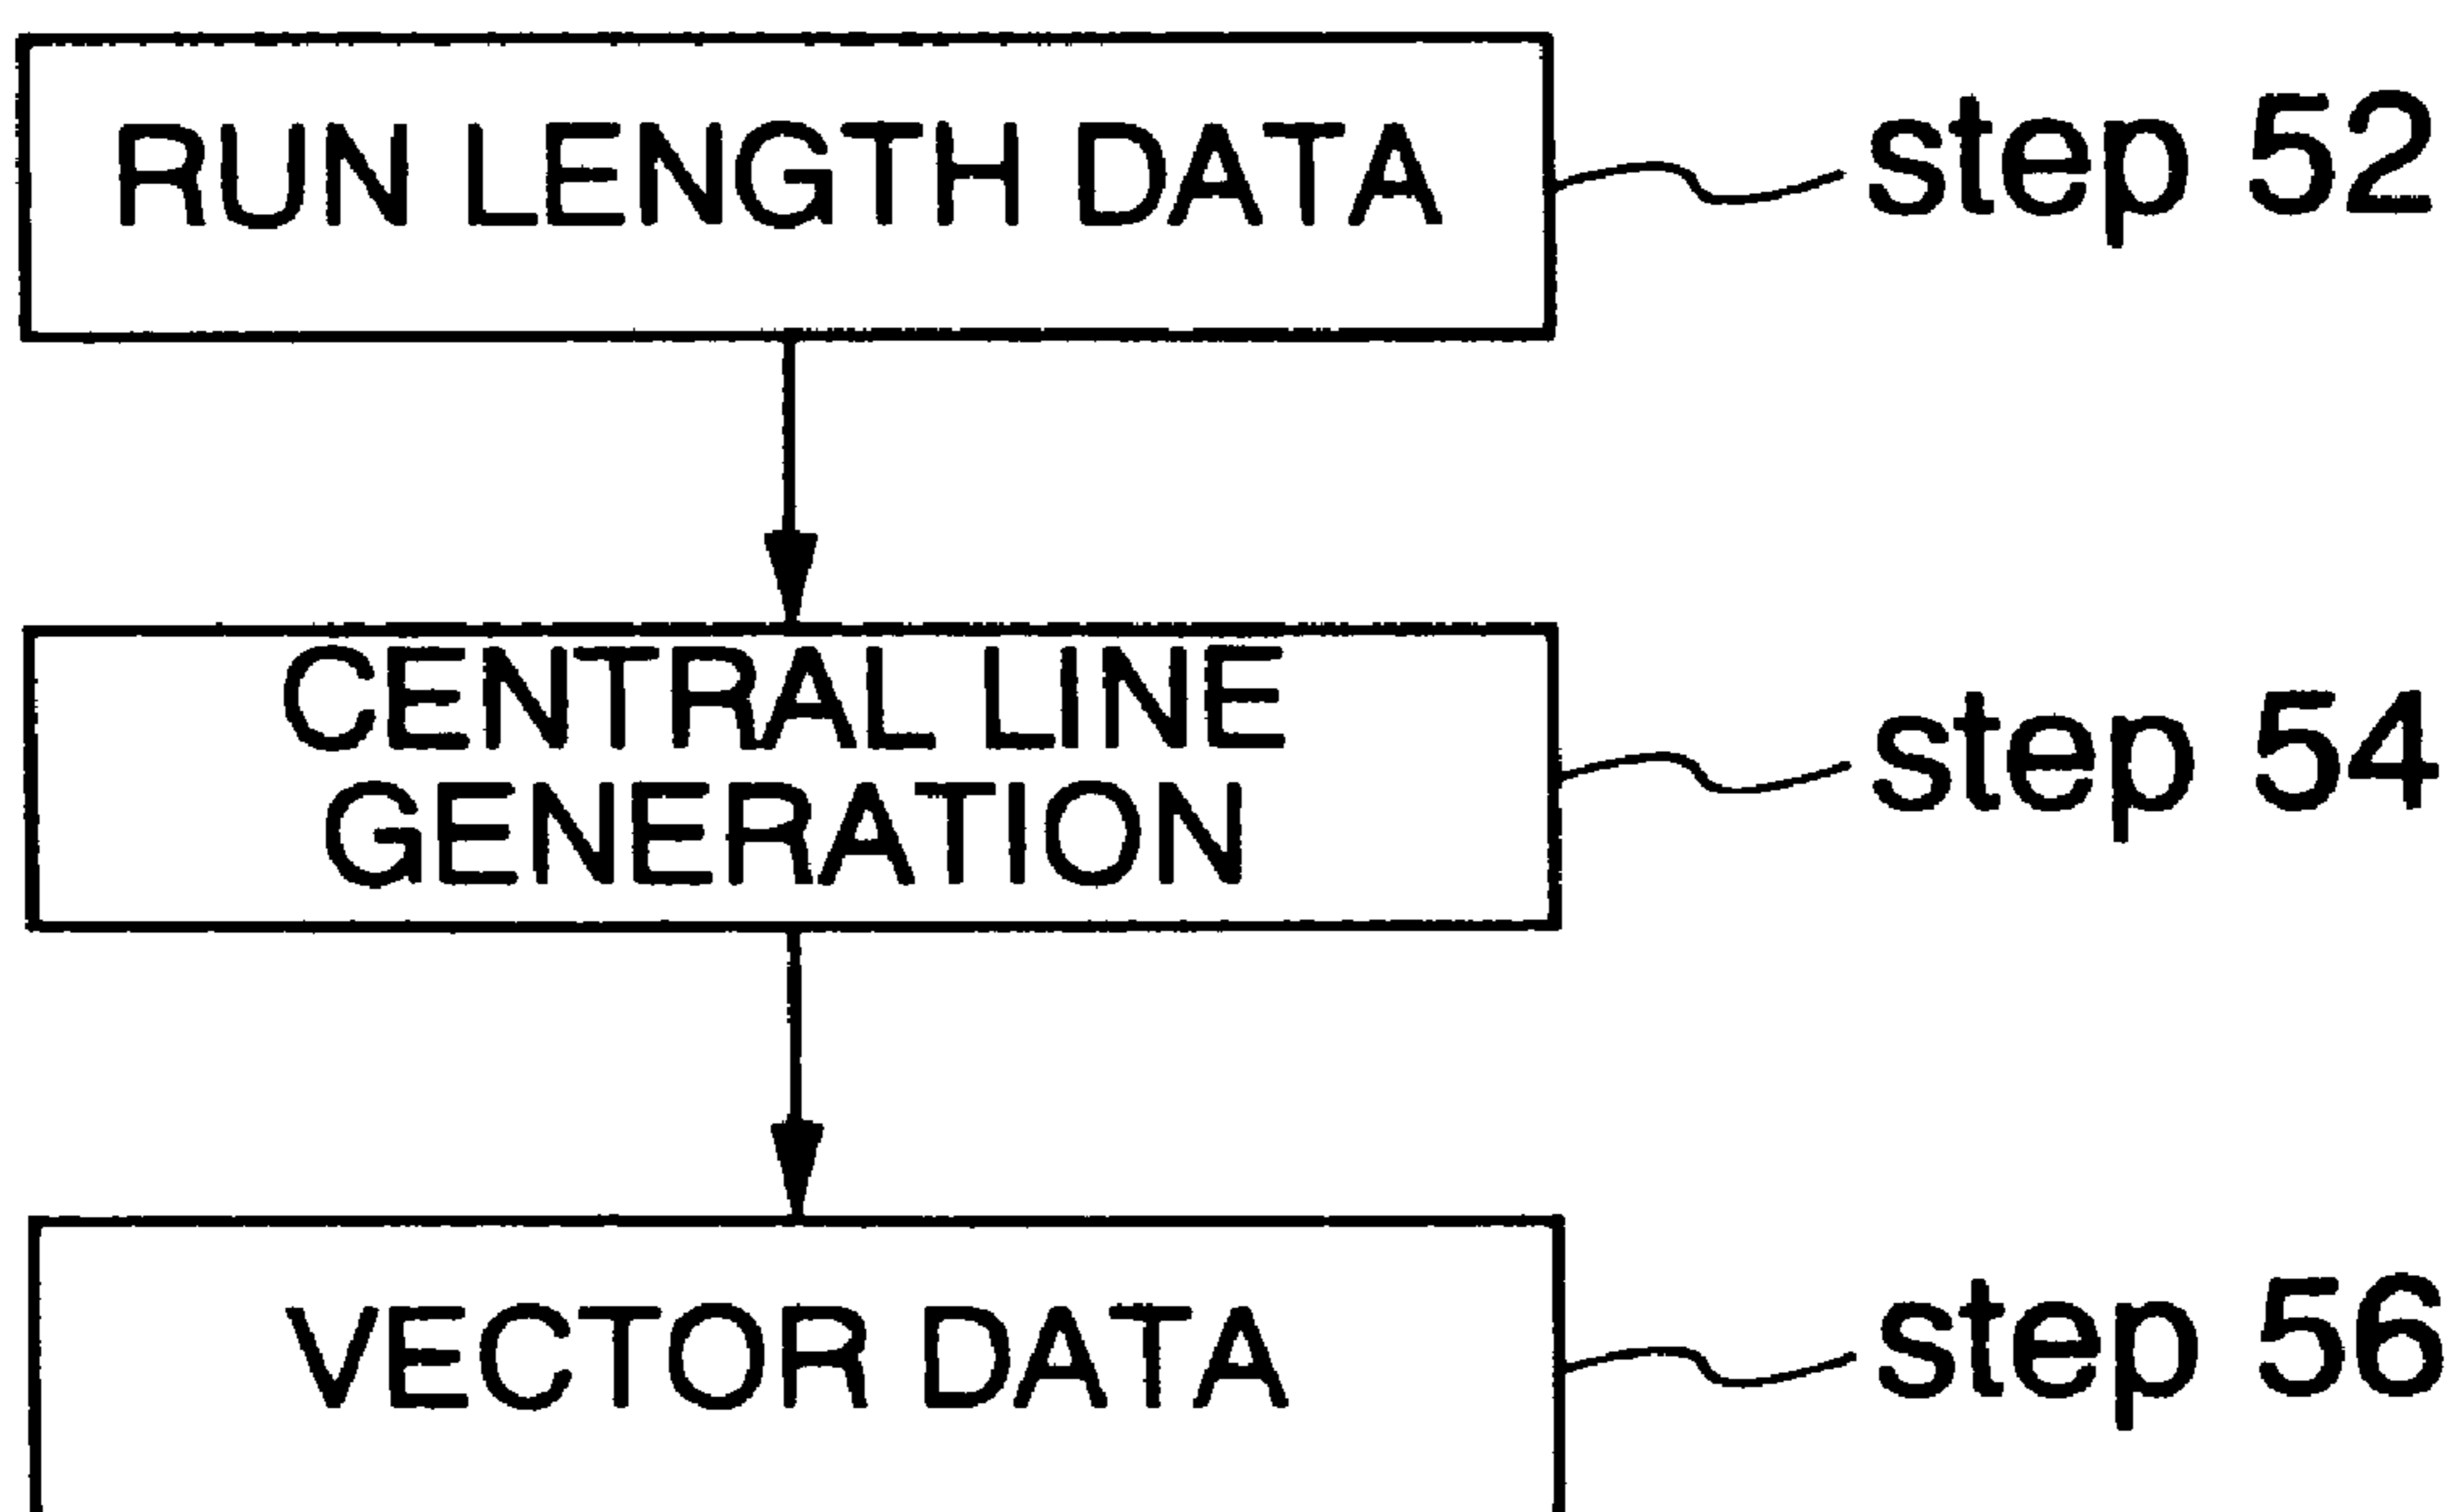 RUN LENGTH DATA
step 52
CENTRAL LINE
GENERATION
step 54
VECTOR DATA
step 56